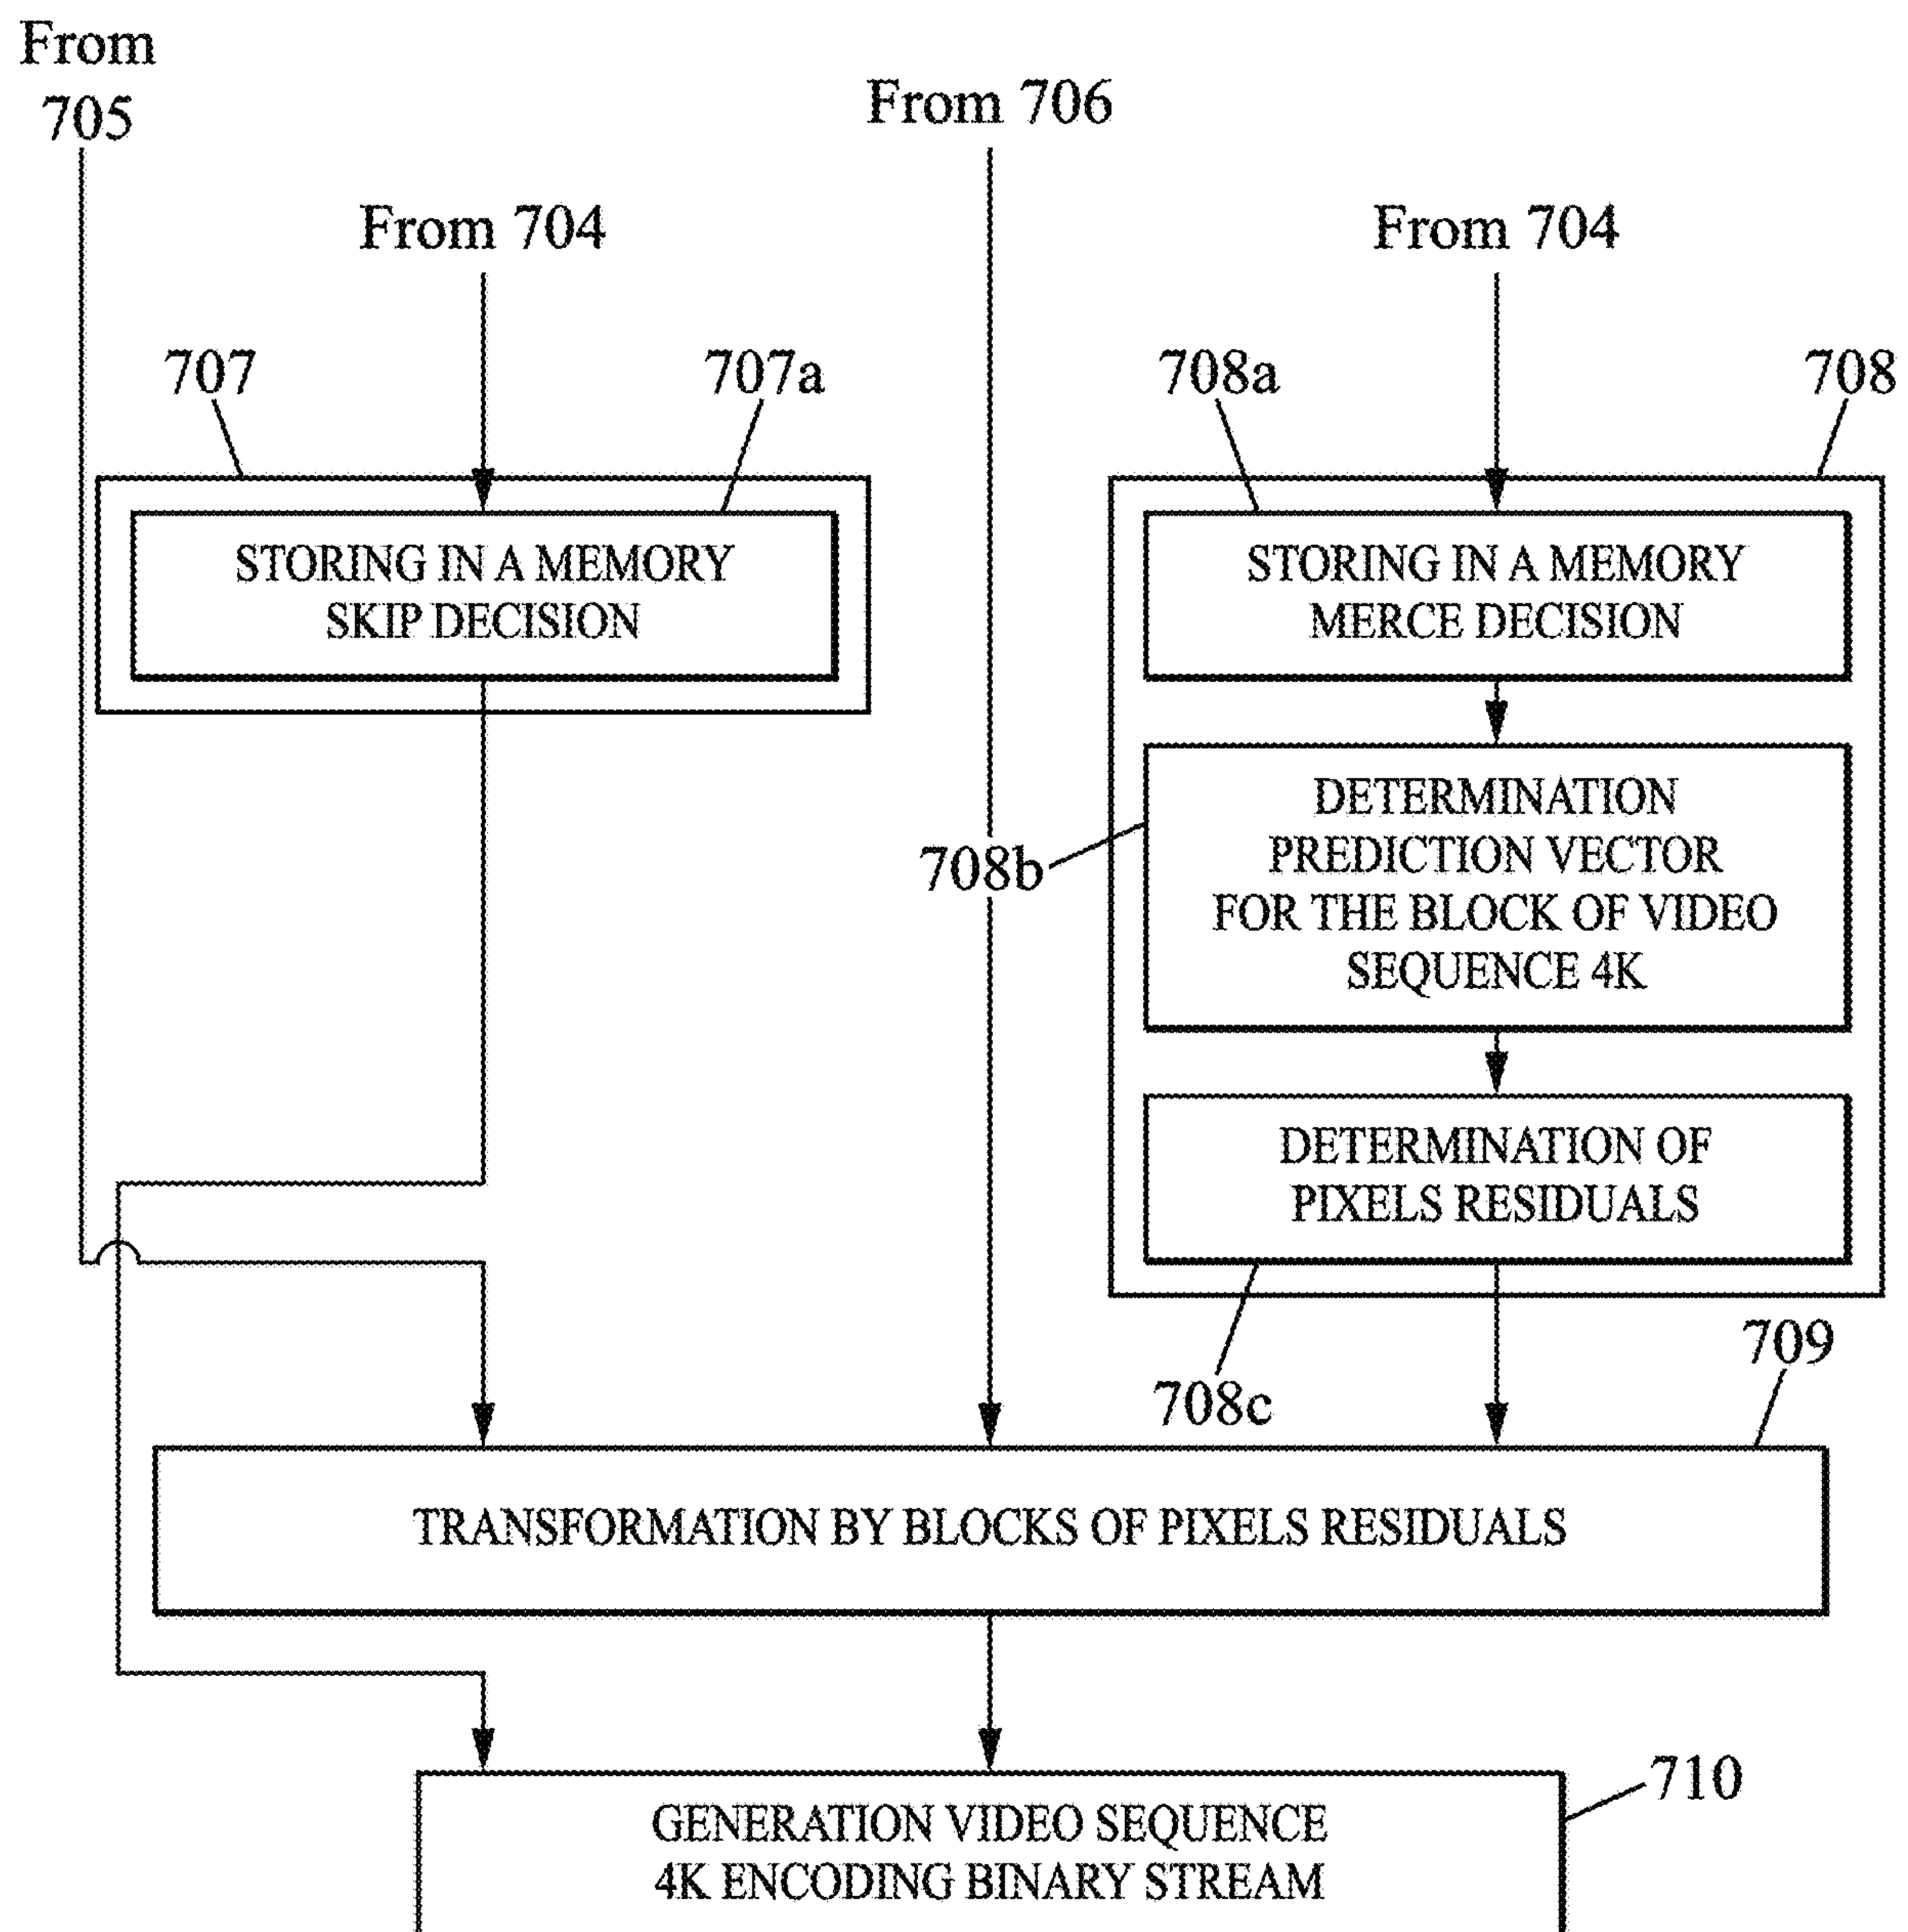 From
705
From 706
From 704
From 704
707
707a
708a
708
STORING IN A MEMORY
SKIP DECISION
STORING IN A MEMORY
MERCE DECISION
708b
DETERMINATION
PREDICTION VECTOR
FOR THE BLOCK OF VIDEO
SEQUENCE 4K
DETERMINATION OF
PIXELS RESIDUALS
708c
709
TRANSFORMATION BY BLOCKS OF PIXELS RESIDUALS
710
GENERATION VIDEO SEQUENCE
4K ENCODING BINARY STREAM